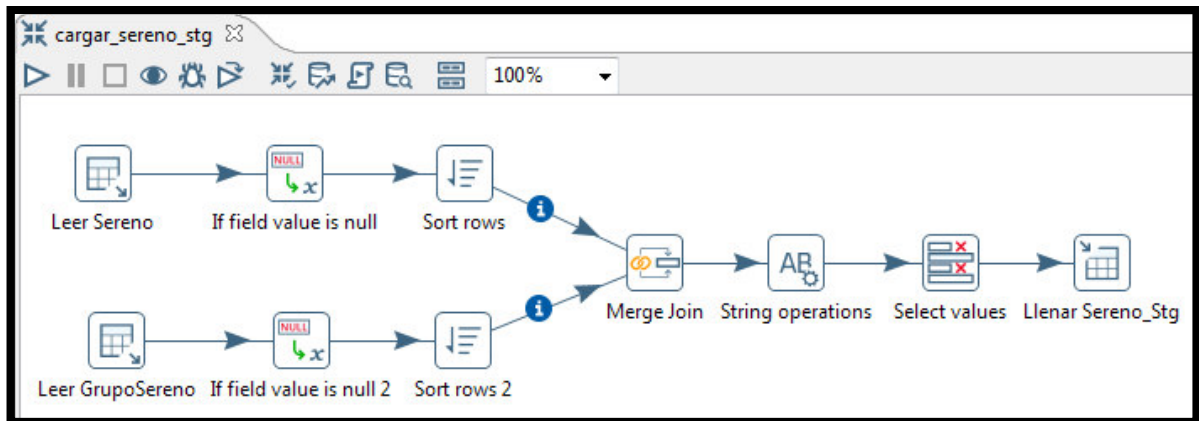 cargar_sereno_stg
100%
NULL
x
Leer Sereno
If field value is null
Sort rows
i
AB
Merge Join
String operations
Select values
Llenar Sereno_Stg
i
NULL
x
Leer GrupoSereno
If field value is null 2
Sort rows 2